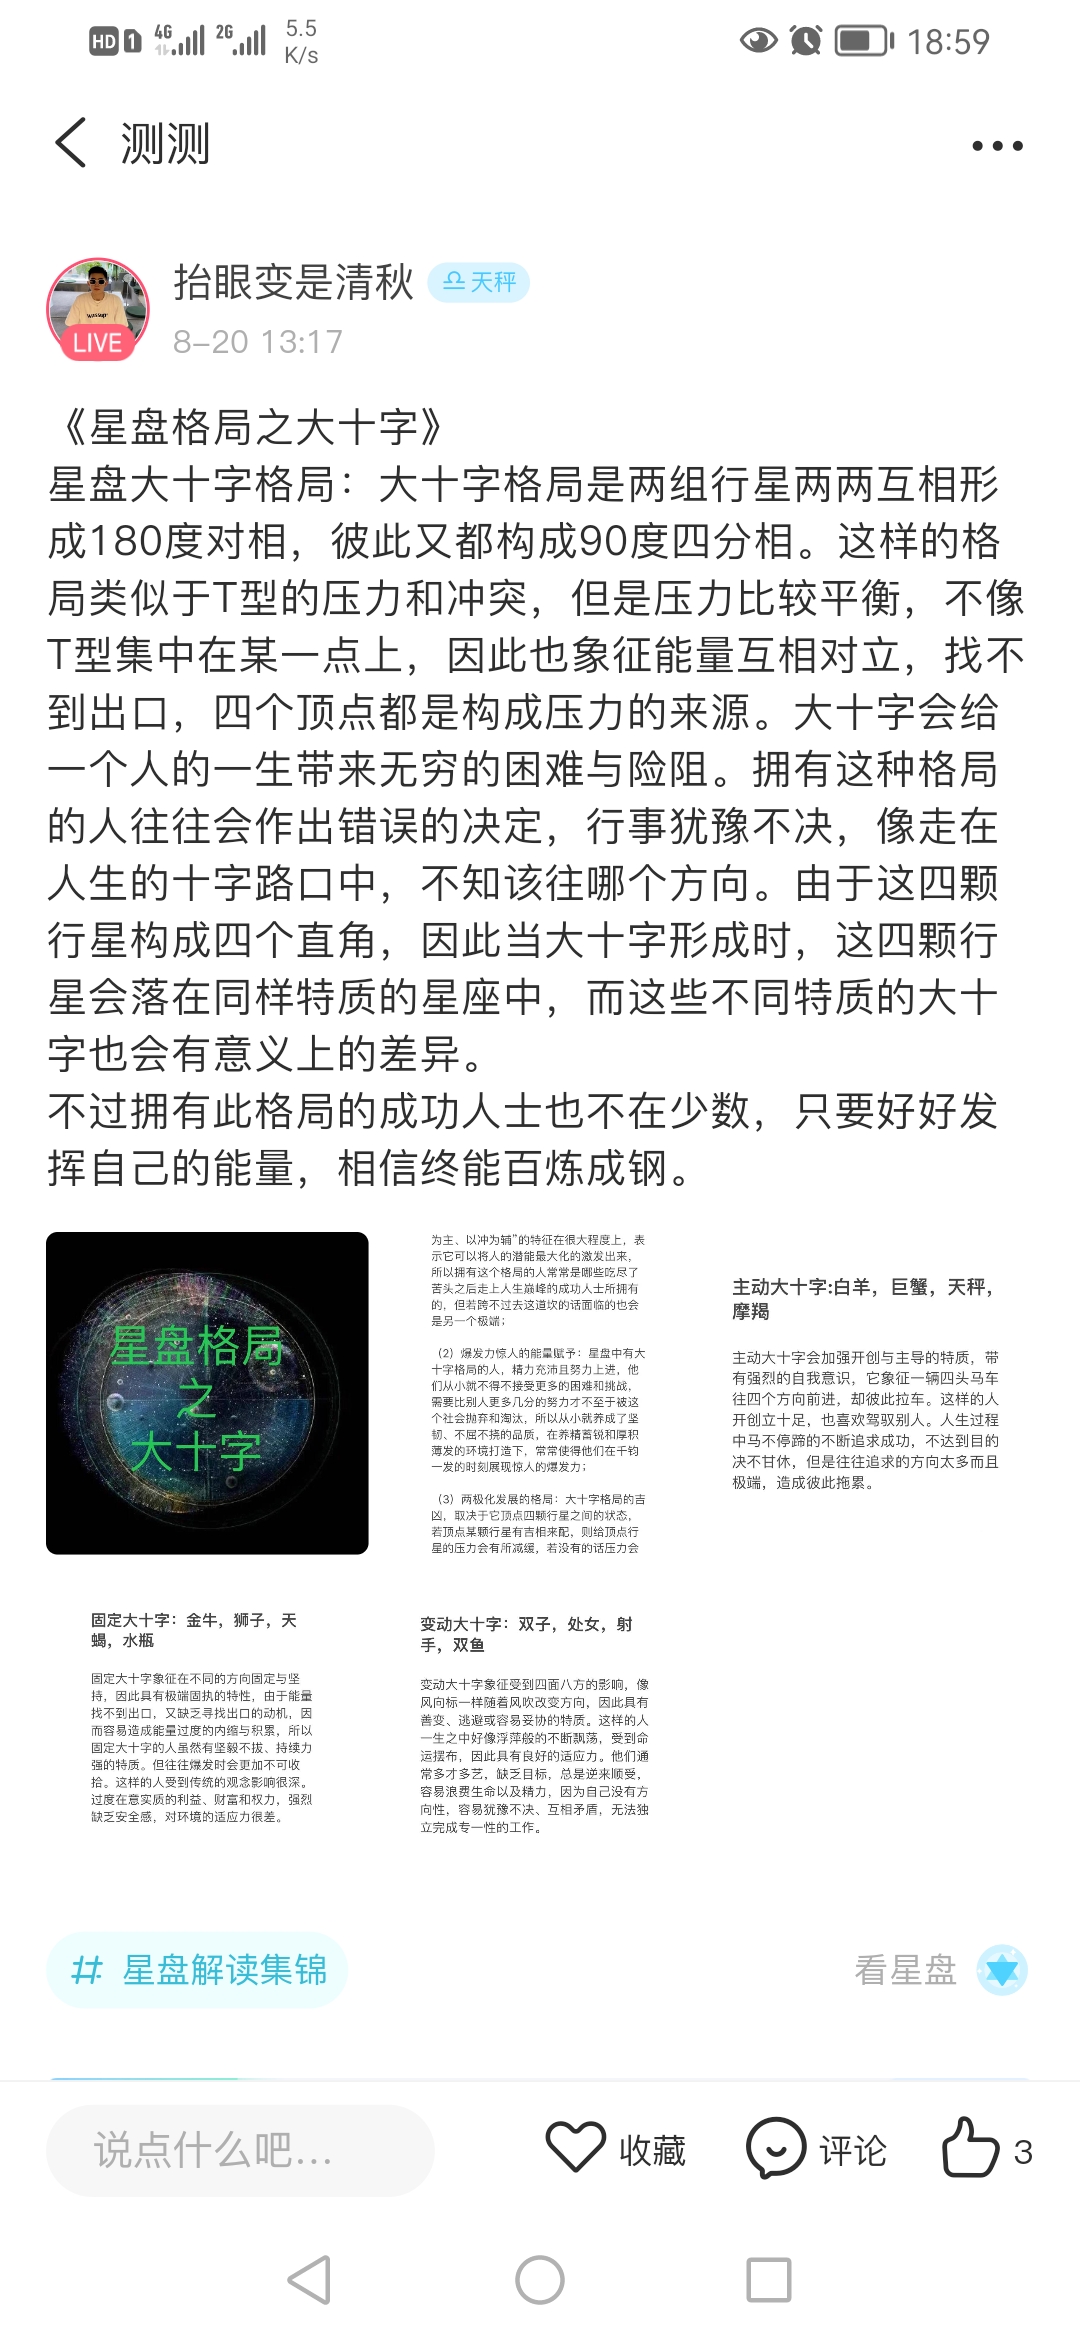 HD 1 4G 2G 5.5 K/s 18:59
测测
抬眼变是清秋 天秤
LIVE
8-20 13:17
《星盘格局之大十字》
星盘大十字格局：大十字格局是两组行星两两互相形
成180度对相，彼此又都构成90度四分相。这样的格
局类似于T型的压力和冲突，但是压力比较平衡，不像
T型集中在某一点上，因此也象征能量互相对立，找不
到出口，四个顶点都是构成压力的来源。大十字会给
一个人的一生带来无穷的困难与险阻。拥有这种格局
的人往往会作出错误的决定，行事犹豫不决，像走在
人生的十字路口中，不知该往哪个方向。由于这四颗
行星构成四个直角，因此当大十字形成时，这四颗行
星会落在同样特质的星座中，而这些不同特质的大十
字也会有意义上的差异。
不过拥有此格局的成功人士也不在少数，只要好好发
挥自己的能量，相信终能百炼成钢。
星盘格局
之
大十字
为主、以冲为辅”的特征在很大程度上，表
示它可以将人的潜能最大化的激发出来，
所以拥有这个格局的人常常是哪些吃尽了
苦头之后走上人生巅峰的成功人士所拥有
的，但若跨不过去这道坎的话面临的也会
是另一个极端；
（2）爆发力惊人的能量赋予：星盘中有大
十字格局的人，精力充沛且努力上进，他
们从小就不得不接受更多的困难和挑战，
需要比别人更多几分的努力才不至于被这
个社会抛弃和淘汰，所以从小就养成了坚
韧、不屈不挠的品质，在养精蓄锐和厚积
薄发的环境打造下，常常使得他们在千钧
一发的时刻展现惊人的爆发力；
（3）两极化发展的格局：大十字格局的吉
凶，取决于它顶点四颗行星之间的状态，
若顶点某颗行星有吉相来配，则给顶点行
星的压力会有所减缓，若没有的话压力会
主动大十字:白羊，巨蟹，天秤，
摩羯
主动大十字会加强开创与主导的特质，带
有强烈的自我意识，它象征一辆四头马车
往四个方向前进，却彼此拉车。这样的人
开创立十足，也喜欢驾驭别人。人生过程
中马不停蹄的不断追求成功，不达到目的
决不甘休，但是往往追求的方向太多而且
极端，造成彼此拖累。
固定大十字：金牛，狮子，天
蝎，水瓶
固定大十字象征在不同的方向固定与坚
持，因此具有极端固执的特性，由于能量
找不到出口，又缺乏寻找出口的动机，因
而容易造成能量过度的内缩与积累，所以
固定大十字的人虽然有坚毅不拔、持续力
强的特质。但往往爆发时会更加不可收
拾。这样的人受到传统的观念影响很深。
过度在意实质的利益、财富和权力，强烈
缺乏安全感，对环境的适应力很差。
变动大十字：双子，处女，射
手，双鱼
变动大十字象征受到四面八方的影响，像
风向标一样随着风吹改变方向，因此具有
善变、逃避或容易妥协的特质。这样的人
一生之中好像浮萍般的不断飘荡，受到命
运摆布，因此具有良好的适应力。他们通
常多才多艺，缺乏目标，总是逆来顺受，
容易浪费生命以及精力，因为自己没有方
向性，容易犹豫不决、互相矛盾，无法独
立完成专一性的工作。
# 星盘解读集锦 看星盘
说点什么吧... 收藏 评论 3